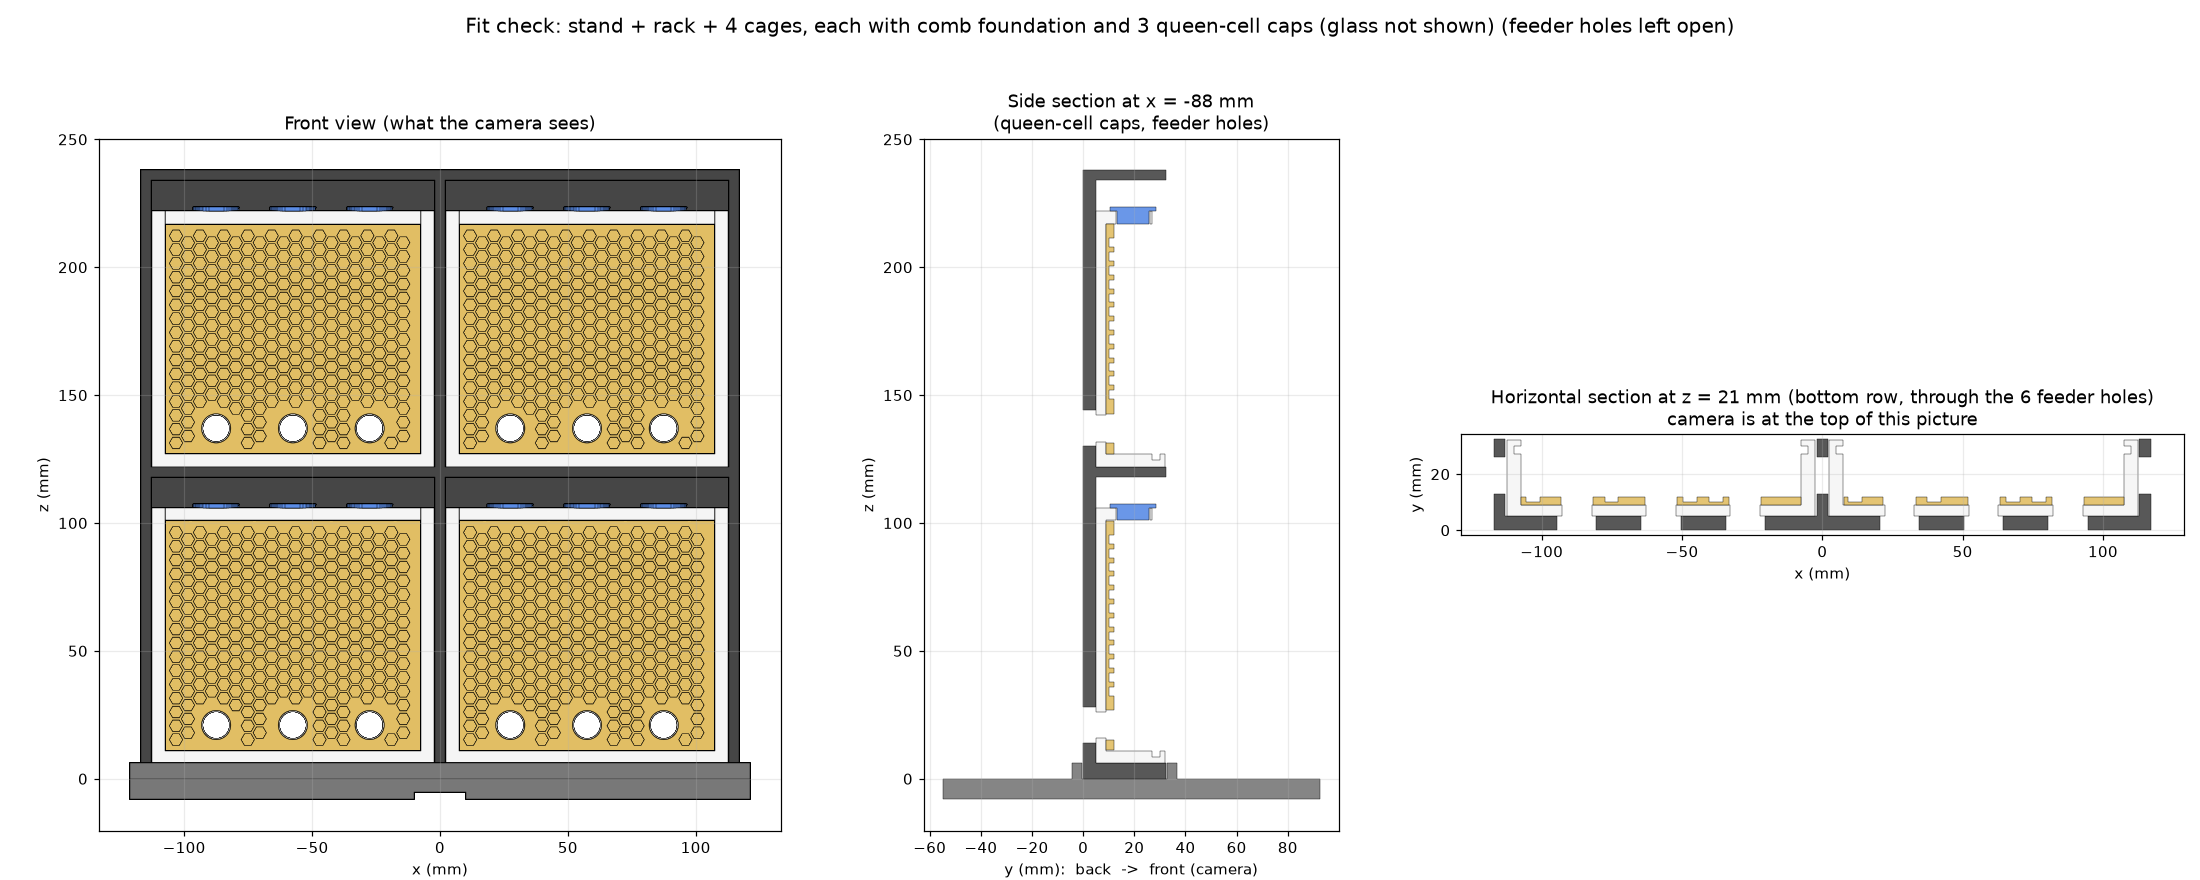 Fit check: stand + rack + 4 cages, each with comb foundation and 3 queen-cell caps (glass not shown) (feeder holes left open)
Front view (what the camera sees)
250
200
150
100
50
0
z (mm)
−100
−50
0
50
100
x (mm)
Side section at x = -88 mm
(queen-cell caps, feeder holes)
250
200
150
100
50
0
z (mm)
−60
−40
−20
0
20
40
60
80
y (mm):  back  ->  front (camera)
Horizontal section at z = 21 mm (bottom row, through the 6 feeder holes)
camera is at the top of this picture
20
0
y (mm)
−100
−50
0
50
100
x (mm)